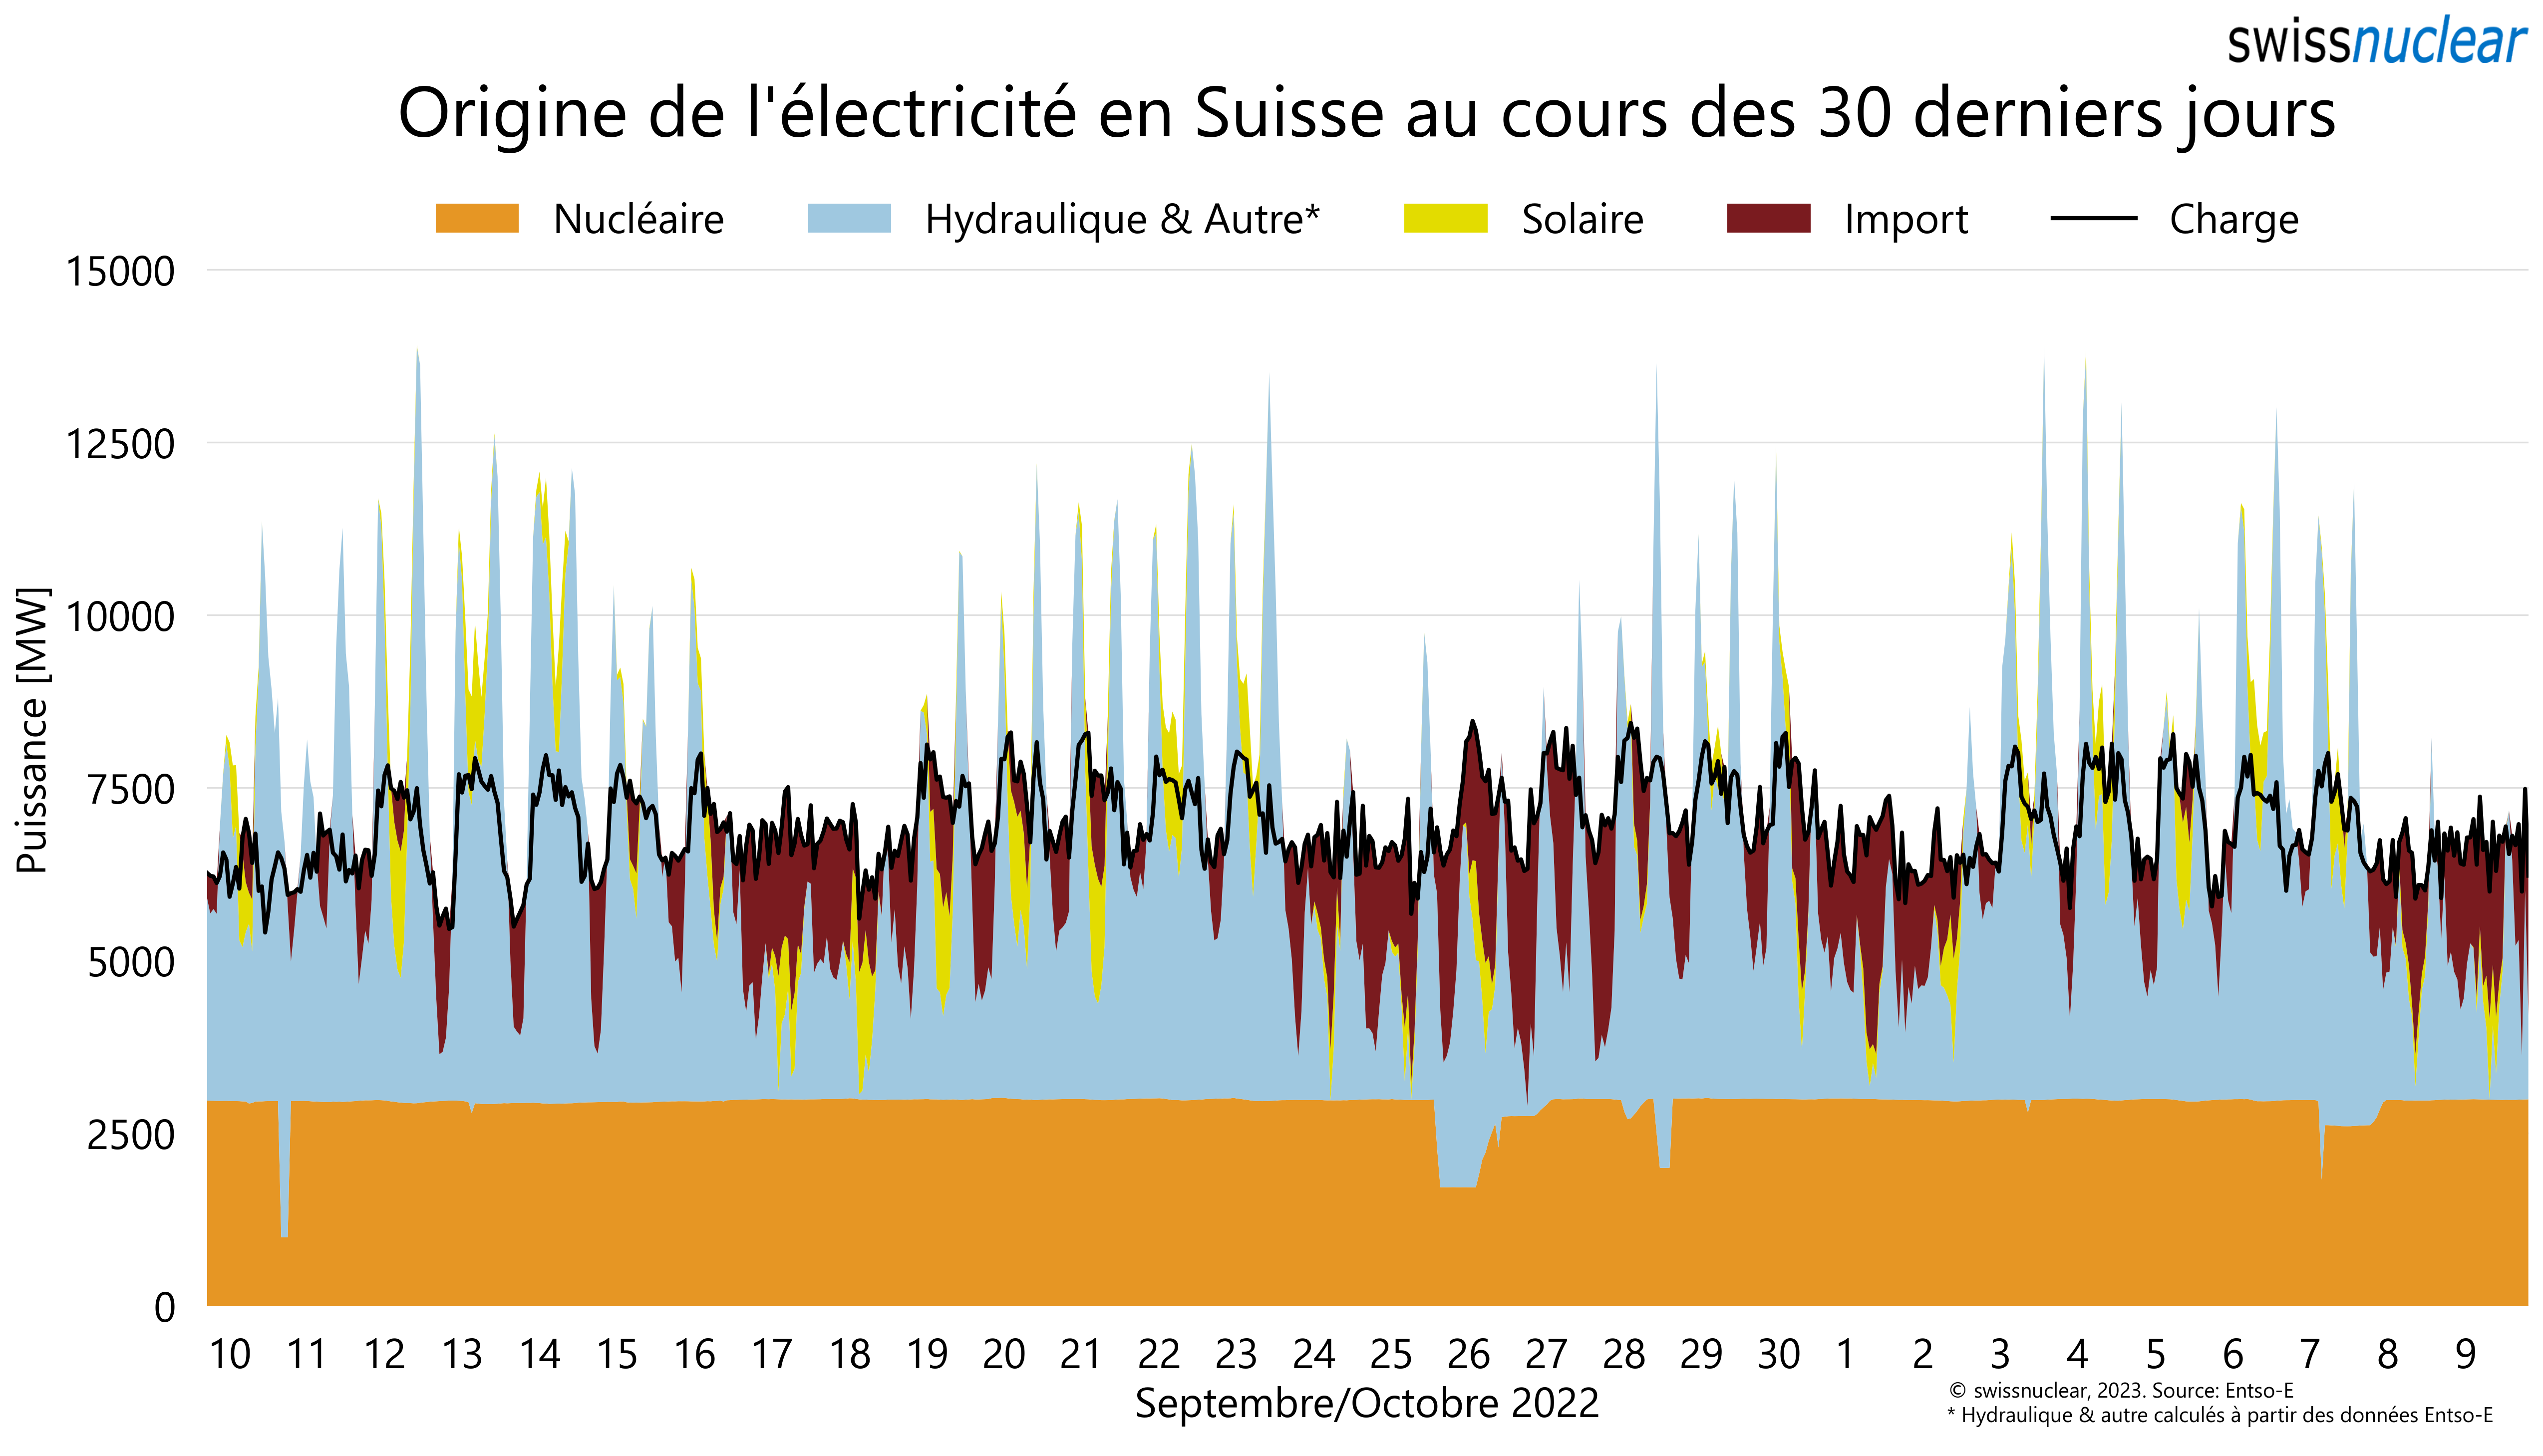 swissnuclear
Origine de l'électricité en Suisse au cours des 30 derniers jours
Nucléaire Hydraulique & Autre* Solaire Import Charge
15000
12500
10000
7500
5000
2500
0
Puissance [MW]
10 11 12 13 14 15 16 17 18 19 20 21 22 23 24 25 26 27 28 29 30 1 2 3 4 5 6 7 8 9
Septembre/Octobre 2022
© swissnuclear, 2023. Source: Entso-E
* Hydraulique & autre calculés à partir des données Entso-E